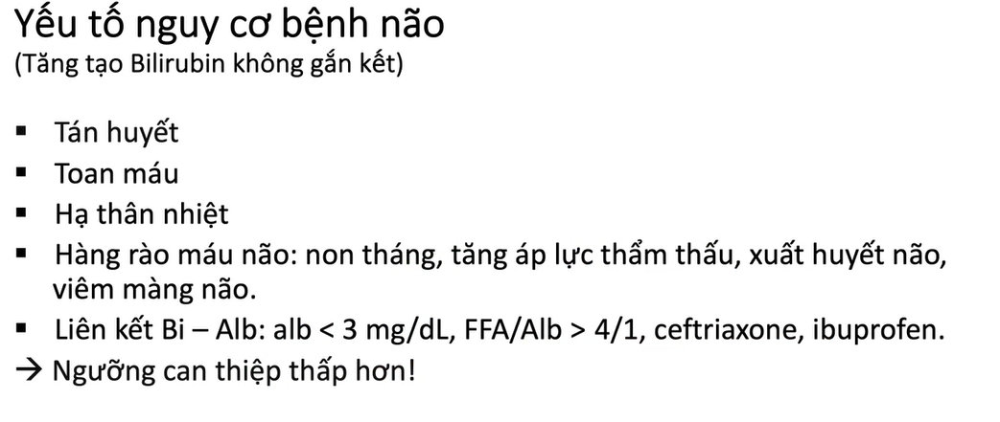 Yếu tố nguy cơ bệnh não
(Tăng tạo Bilirubin không gắn kết)
▪ Tán huyết
▪ Toan máu
▪ Hạ thân nhiệt
▪ Hàng rào máu não: non tháng, tăng áp lực thẩm thấu, xuất huyết não,
viêm màng não.
▪ Liên kết Bi – Alb: alb < 3 mg/dL, FFA/Alb > 4/1, ceftriaxone, ibuprofen.
→ Ngưỡng can thiệp thấp hơn!